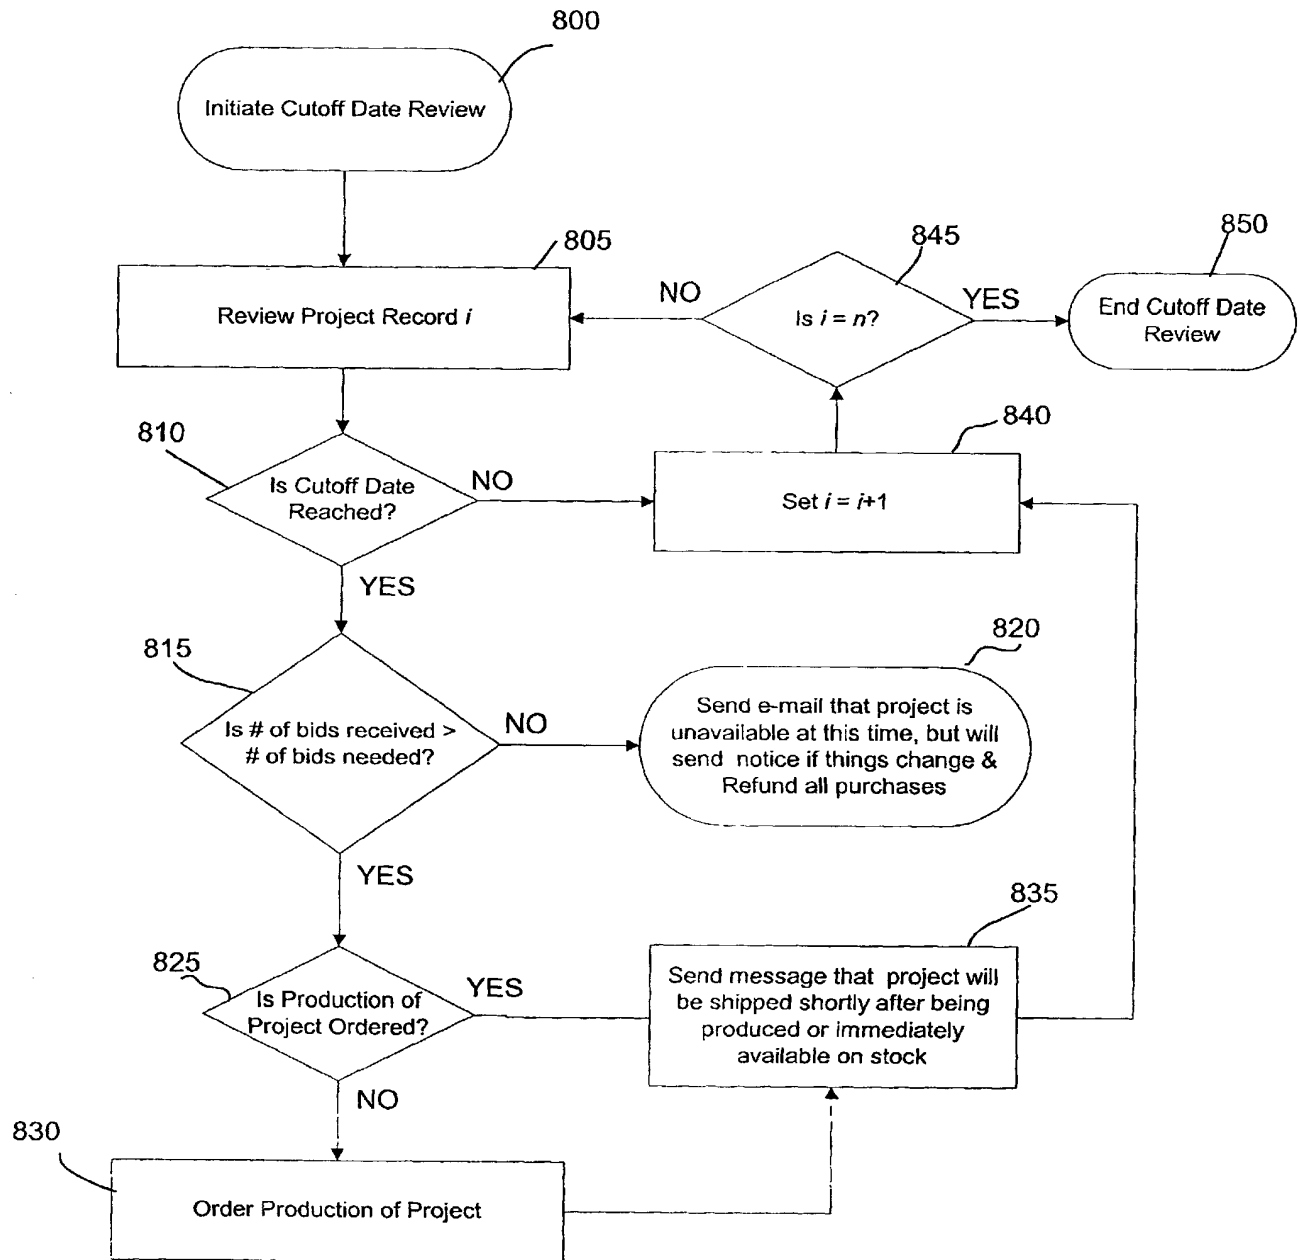 800
Initiate Cutoff Date Review
805
Review Project Record i
845
NO
Is i = n?
YES
850
End Cutoff Date
Review
810
Is Cutoff Date
Reached?
NO
840
Set i = i+1
YES
815
Is # of bids received >
# of bids needed?
NO
820
Send e-mail that project is
unavailable at this time, but will
send notice if things change &
Refund all purchases
YES
825
Is Production of
Project Ordered?
YES
835
Send message that project will
be shipped shortly after being
produced or immediately
available on stock
NO
830
Order Production of Project